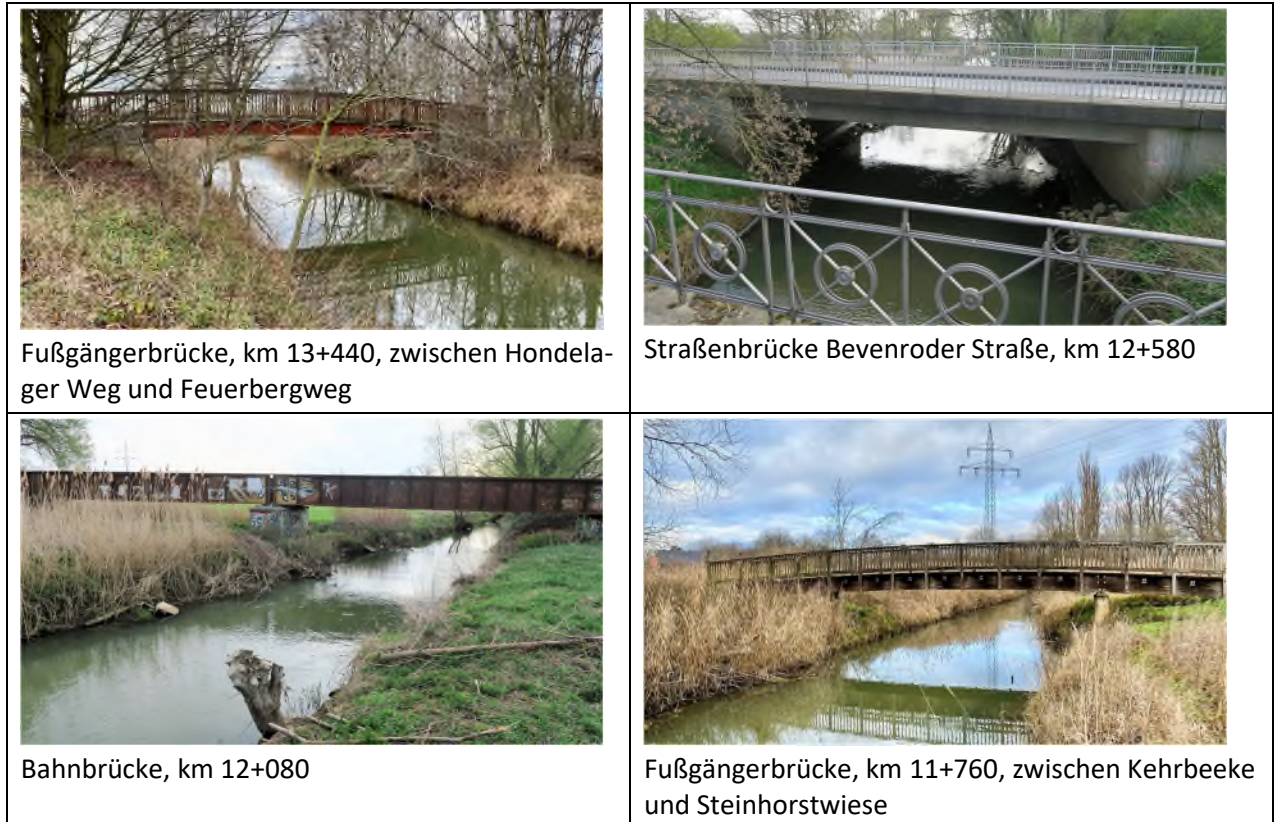 Fußgängerbrücke, km 13+440, zwischen Hondela-
ger Weg und Feuerbergweg
Straßenbrücke Bevenroder Straße, km 12+580
Bahnbrücke, km 12+080
Fußgängerbrücke, km 11+760, zwischen Kehrbeeke
und Steinhorstwiese